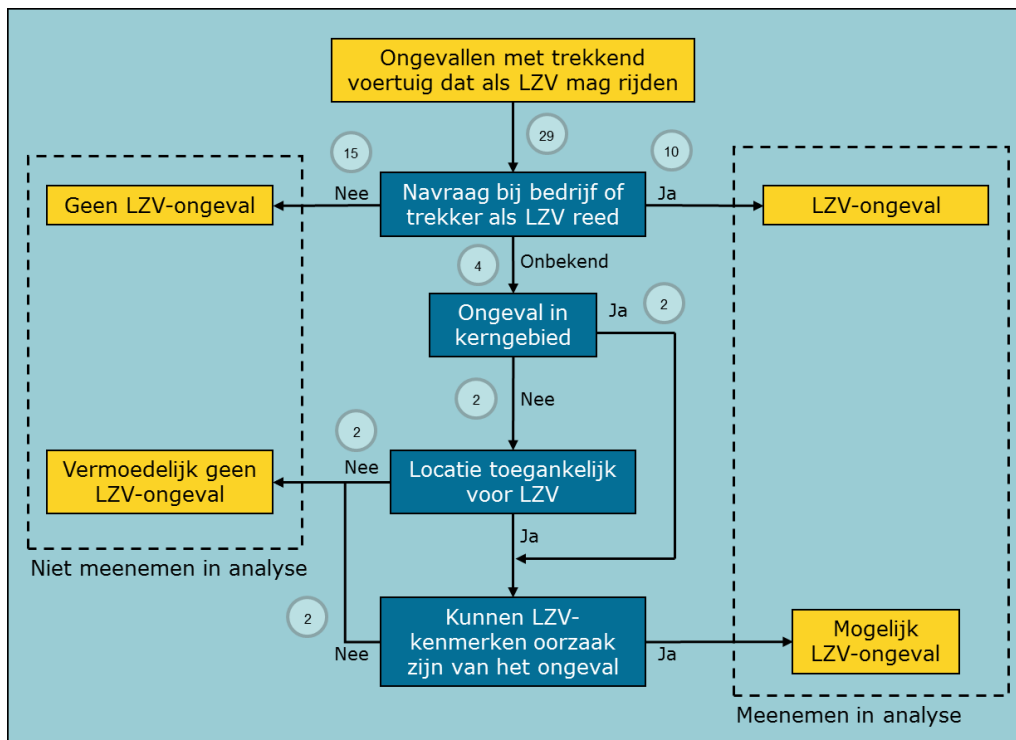 Ongevallen met trekkend
voertuig dat als LZV mag rijden
29
15
10
Nee
Ja
Geen LZV-ongeval
Navraag bij bedrijf of
trekker als LZV reed
LZV-ongeval
4
Onbekend
Ongeval in
kerngebied
Ja
2
2
Nee
2
Nee
Vermoedelijk geen
LZV-ongeval
Locatie toegankelijk
voor LZV
Ja
Niet meenemen in analyse
2
Nee
Kunnen LZV-
kenmerken oorzaak
zijn van het ongeval
Ja
Mogelijk
LZV-ongeval
Meenemen in analyse